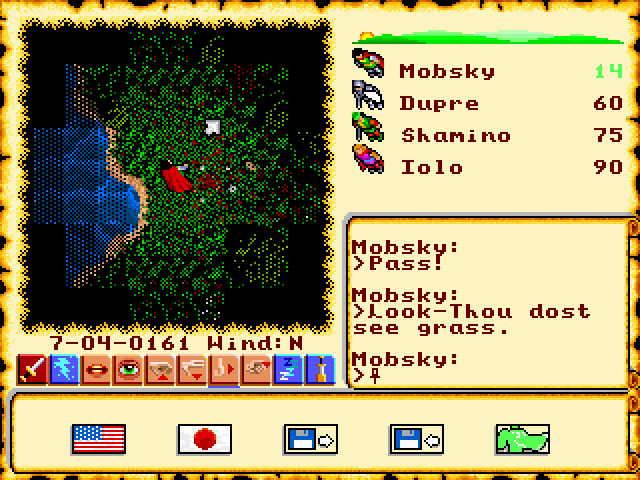 Mobsky 14
Dupre 60
Shamino 75
Iolo 90
Mobsky:
>Pass!
Mobsky:
>Look-Thou dost
see grass.
Mobsky:
>
7-04-0161 Wind:N